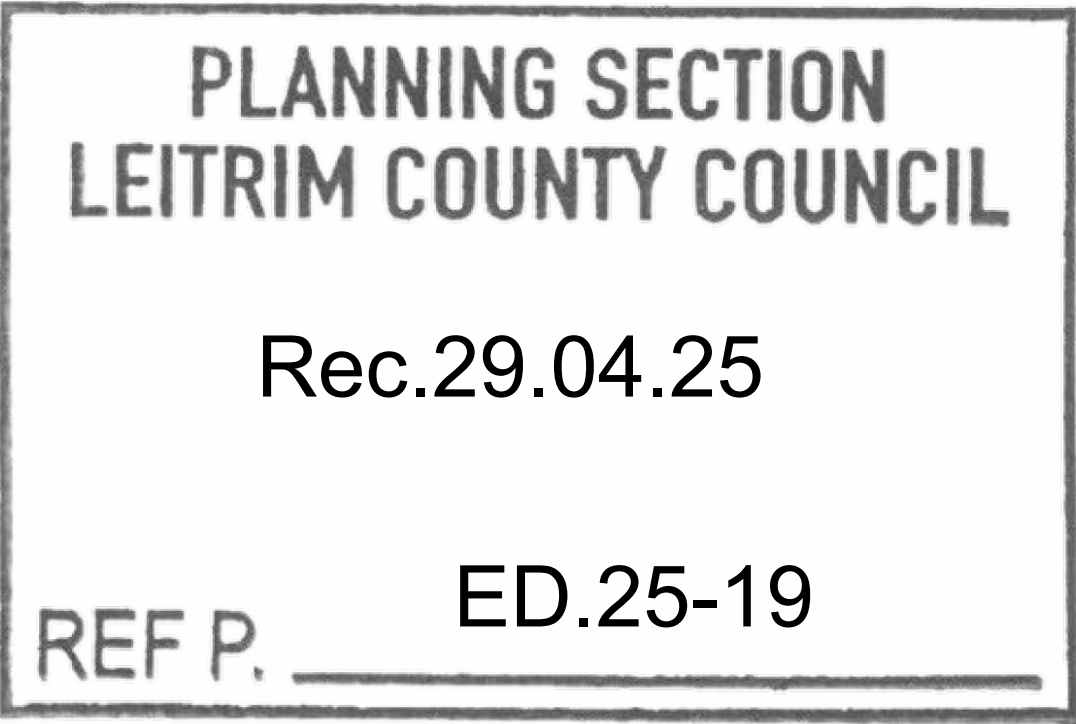 PLANNING SECTION
LEITRIM COUNTY COUNCIL
Rec.29.04.25
ED.25-19
REF P.